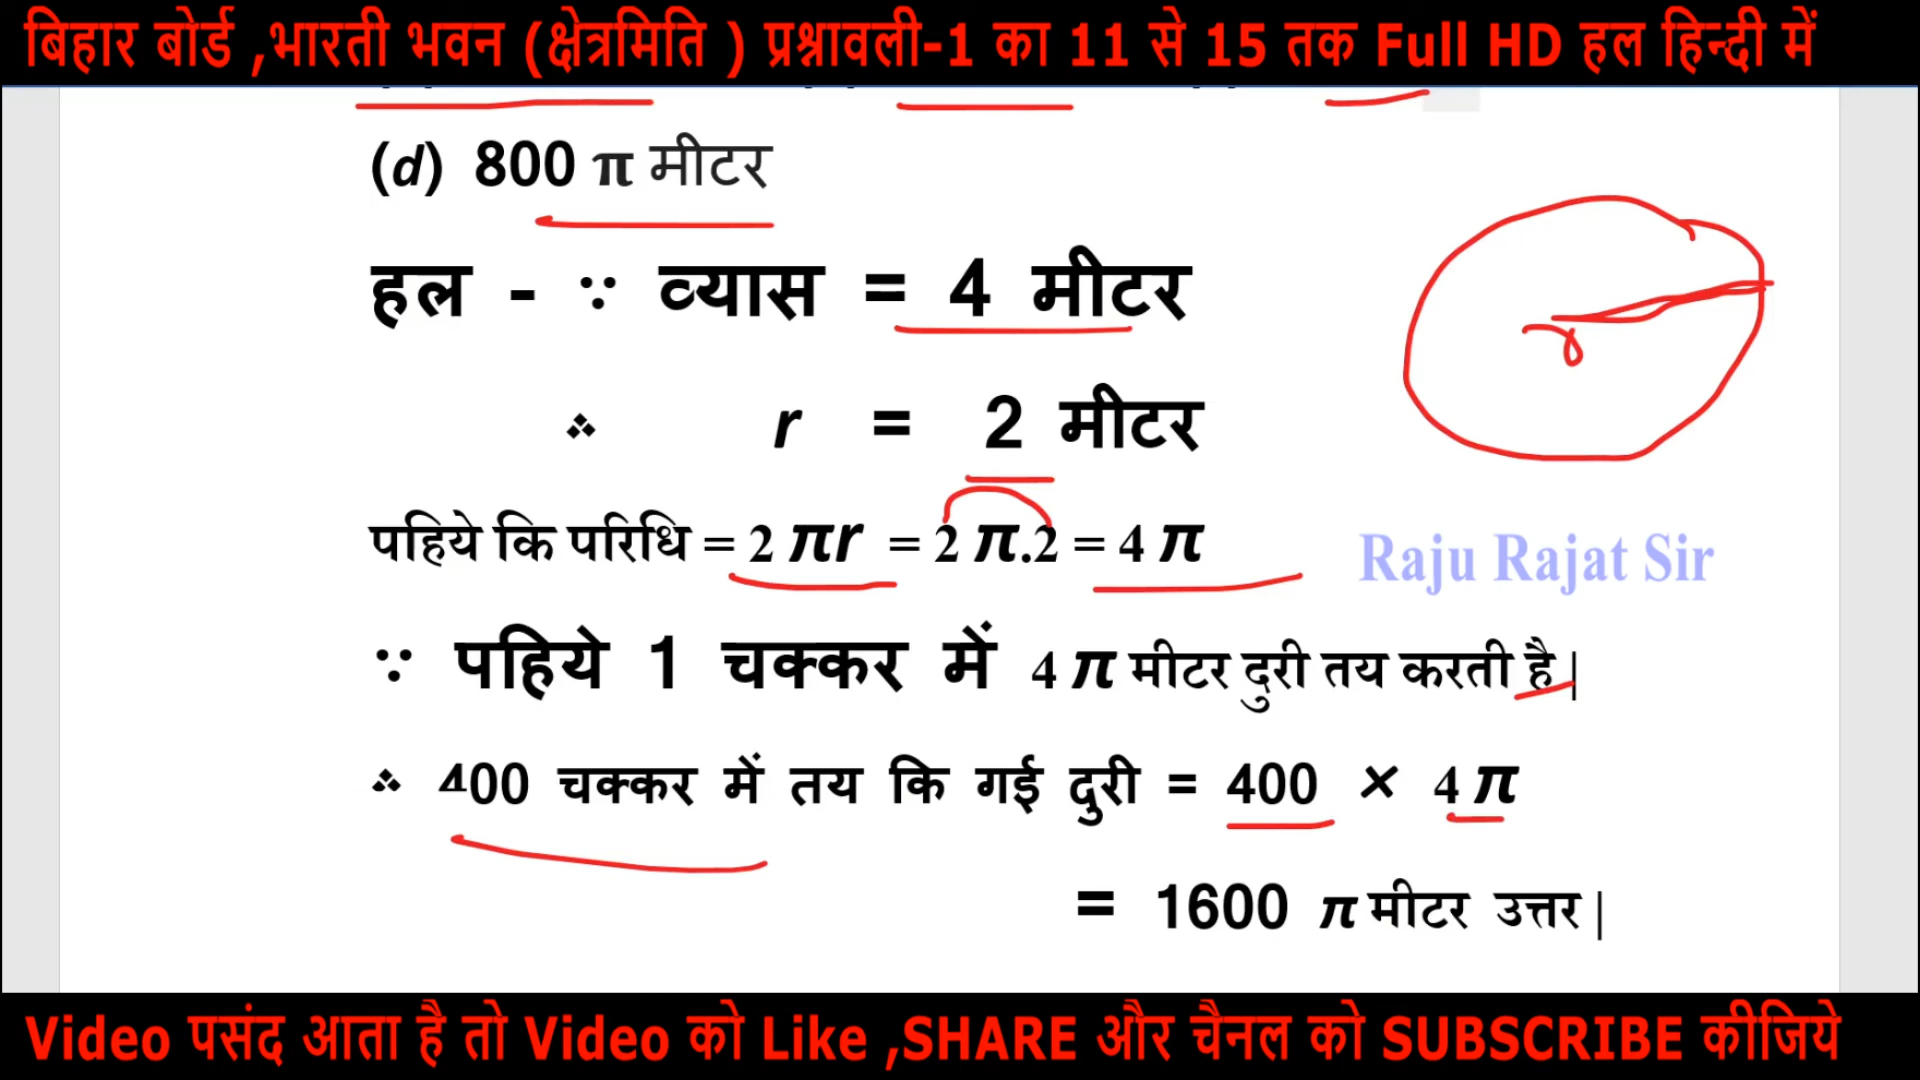 बिहार बोर्ड ,भारती भवन (क्षेत्रमिति ) प्रश्नावली-1 का 11 से 15 तक Full HD हल हिन्दी में
(d) 800 π मीटर
हल - ∵ व्यास = 4 मीटर
r
∴ r = 2 मीटर
पहिये कि परिधि = 2 πr = 2 π.2 = 4 π
Raju Rajat Sir
∵ पहिये 1 चक्कर में 4 π मीटर दुरी तय करती है |
∴ 400 चक्कर में तय कि गई दुरी = 400 × 4 π
= 1600 π मीटर उत्तर |
Video पसंद आता है तो Video को Like ,SHARE और चैनल को SUBSCRIBE कीजिये